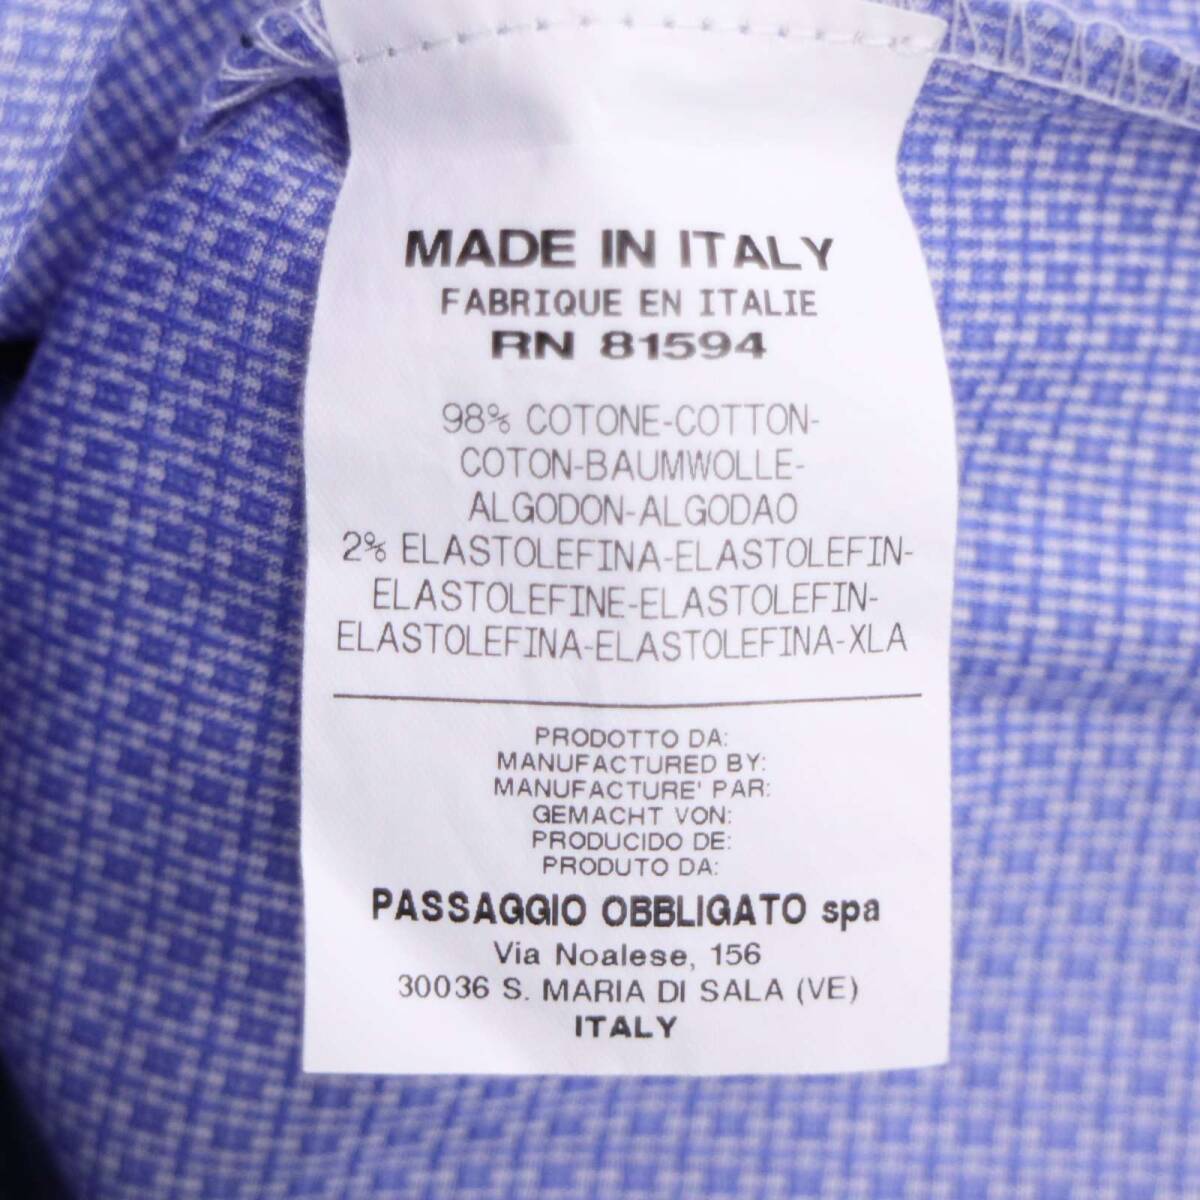 MADE IN ITALY
FABRIQUE EN ITALIE
RN 81594
98% COTONE-COTTON-
COTON-BAUMWOLLE-
ALGODON-ALGODAO
2% ELASTOLEFINA-ELASTOLEFIN-
ELASTOLEFINE-ELASTOLEFIN-
ELASTOLEFINA-ELASTOLEFINA-XLA
PRODOTTO DA:
MANUFACTURED BY:
MANUFACTURE' PAR:
GEMACHT VON:
PRODUCIDO DE:
PRODUTO DA:
PASSAGGIO OBBLIGATO spa
Via Noalese, 156
30036 S. MARIA DI SALA (VE)
ITALY